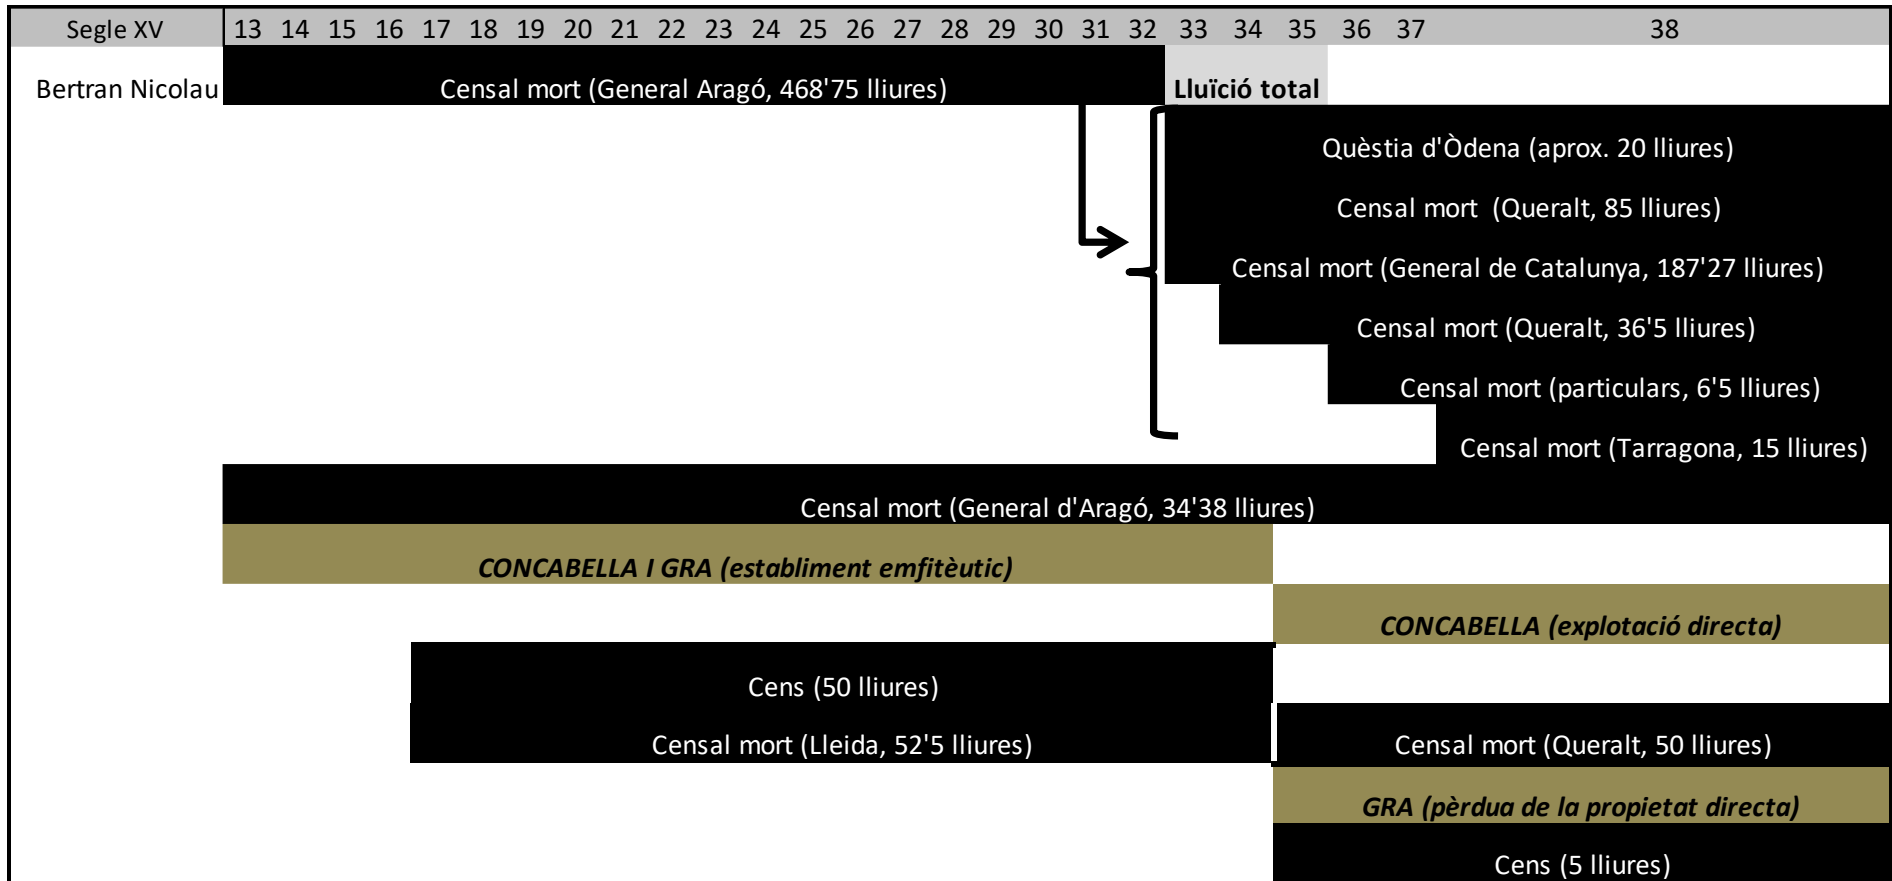 Segle XV 13 14 15 16 17 18 19 20 21 22 23 24 25 26 27 28 29 30 31 32 33 34 35 36 37 38
Bertran Nicolau Censal mort (General Aragó, 468'75 lliures) Lluïció total
Quèstia d'Òdena (aprox. 20 lliures)
Censal mort (Queralt, 85 lliures)
Censal mort (General de Catalunya, 187'27 lliures)
Censal mort (Queralt, 36'5 lliures)
Censal mort (particulars, 6'5 lliures)
Censal mort (Tarragona, 15 lliures)
Censal mort (General d'Aragó, 34'38 lliures)
CONCABELLA I GRA (establiment emfitèutic)
CONCABELLA (explotació directa)
Cens (50 lliures)
Censal mort (Lleida, 52'5 lliures) Censal mort (Queralt, 50 lliures)
GRA (pèrdua de la propietat directa)
Cens (5 lliures)